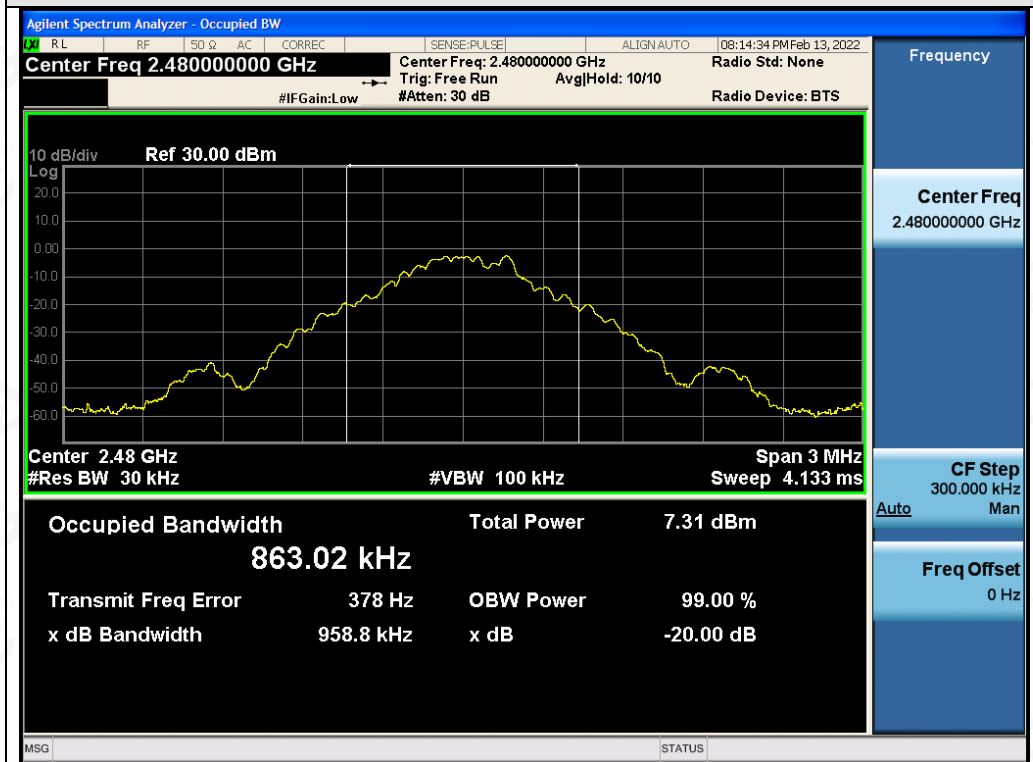 Agilent Spectrum Analyzer - Occupied BW
LXI RL RF 50 Ω AC CORREC SENSE:PULSE ALIGN AUTO 08:14:34 PM Feb 13, 2022
Center Freq 2.480000000 GHz
Center Freq: 2.480000000 GHz
Radio Std: None
Trig: Free Run Avg|Hold: 10/10
#IFGain:Low
#Atten: 30 dB
Radio Device: BTS
10 dB/div Ref 30.00 dBm
Log
20.0
10.0
0.00
-10.0
-20.0
-30.0
-40.0
-50.0
-60.0
Center 2.48 GHz
Span 3 MHz
#Res BW 30 kHz
#VBW 100 kHz
Sweep 4.133 ms
Occupied Bandwidth
863.02 kHz
Total Power 7.31 dBm
Transmit Freq Error 378 Hz
OBW Power 99.00 %
x dB Bandwidth 958.8 kHz
x dB -20.00 dB
MSG
STATUS
Frequency
Center Freq
2.480000000 GHz
CF Step
300.000 kHz
Auto Man
Freq Offset
0 Hz